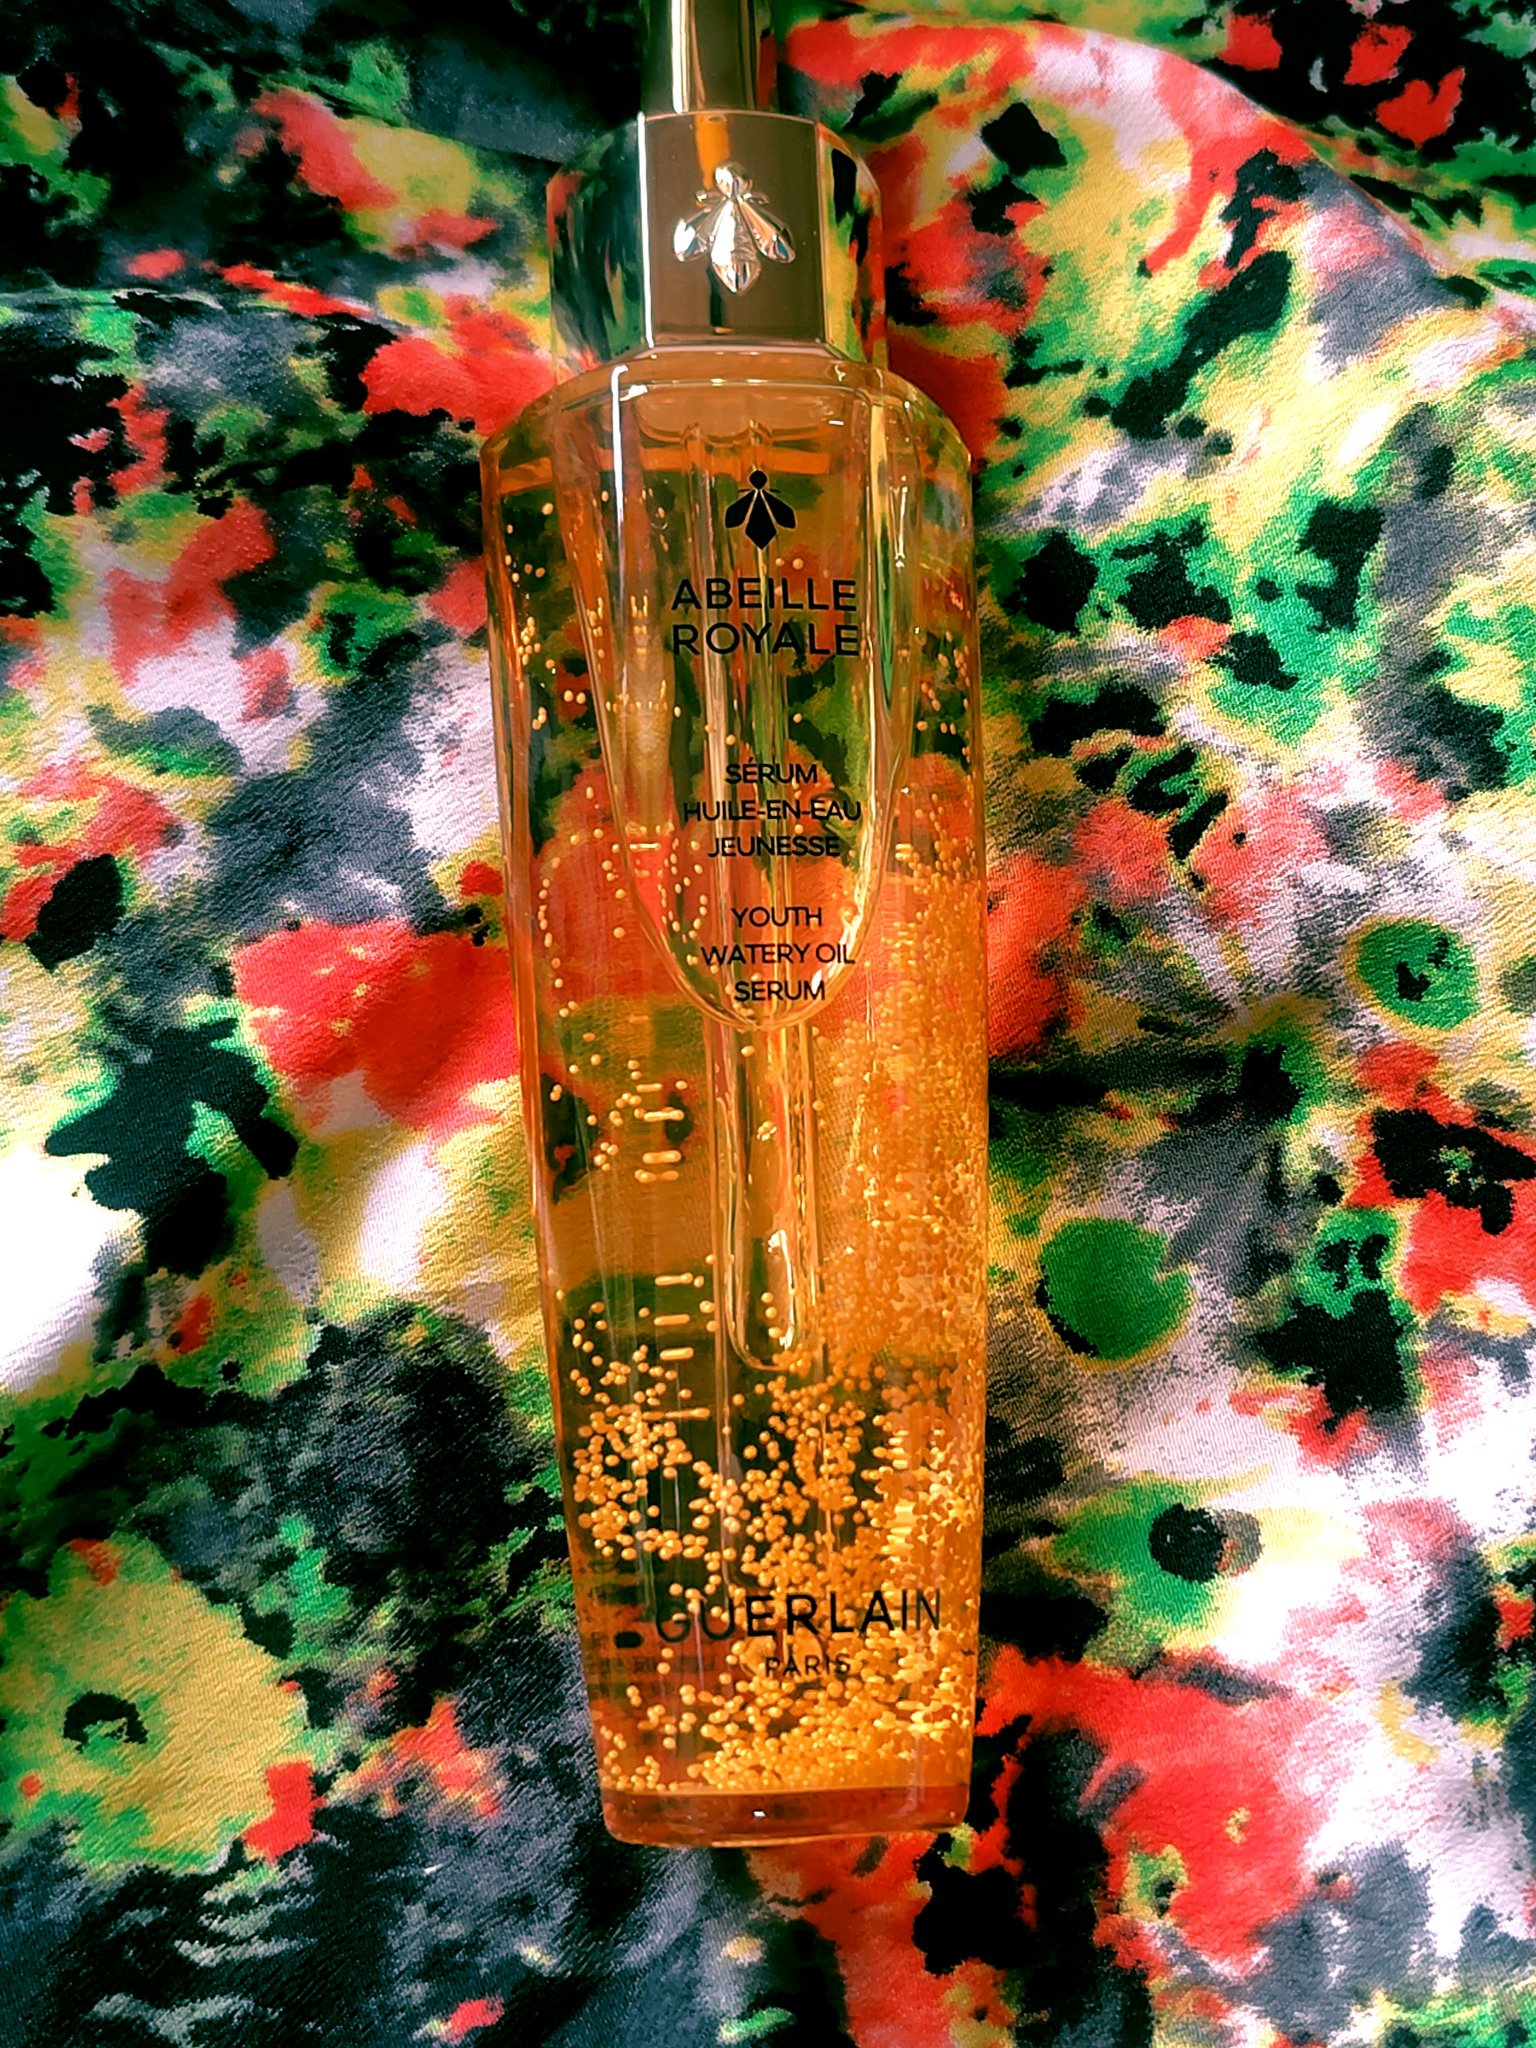 ABEILLE
ROYALE
SÉRUM
HUILE-EN-EAU
JEUNESSE
YOUTH
WATERY OIL
SERUM
GUERLAIN
PARIS